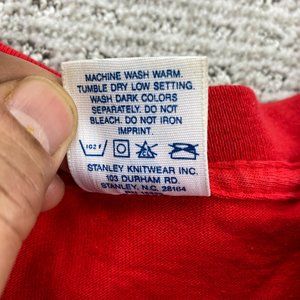 MACHINE WASH WARM.
TUMBLE DRY LOW SETTING.
WASH DARK COLORS
SEPARATELY. DO NOT
BLEACH. DO NOT IRON
IMPRINT.
102 F
STANLEY KNITWEAR INC.
103 DURHAM RD.
STANLEY, N.C. 28164